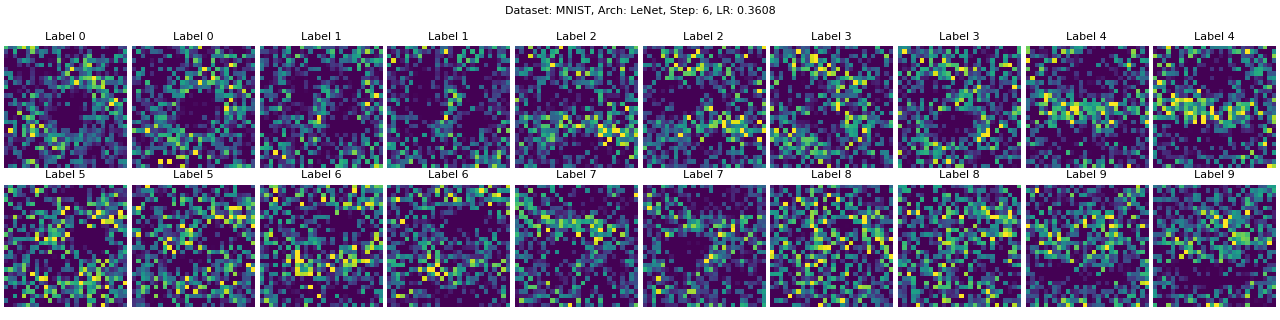 Dataset: MNIST, Arch: LeNet, Step: 6, LR: 0.3608
Label 0 Label 0 Label 1 Label 1 Label 2 Label 2 Label 3 Label 3 Label 4 Label 4
Label 5 Label 5 Label 6 Label 6 Label 7 Label 7 Label 8 Label 8 Label 9 Label 9